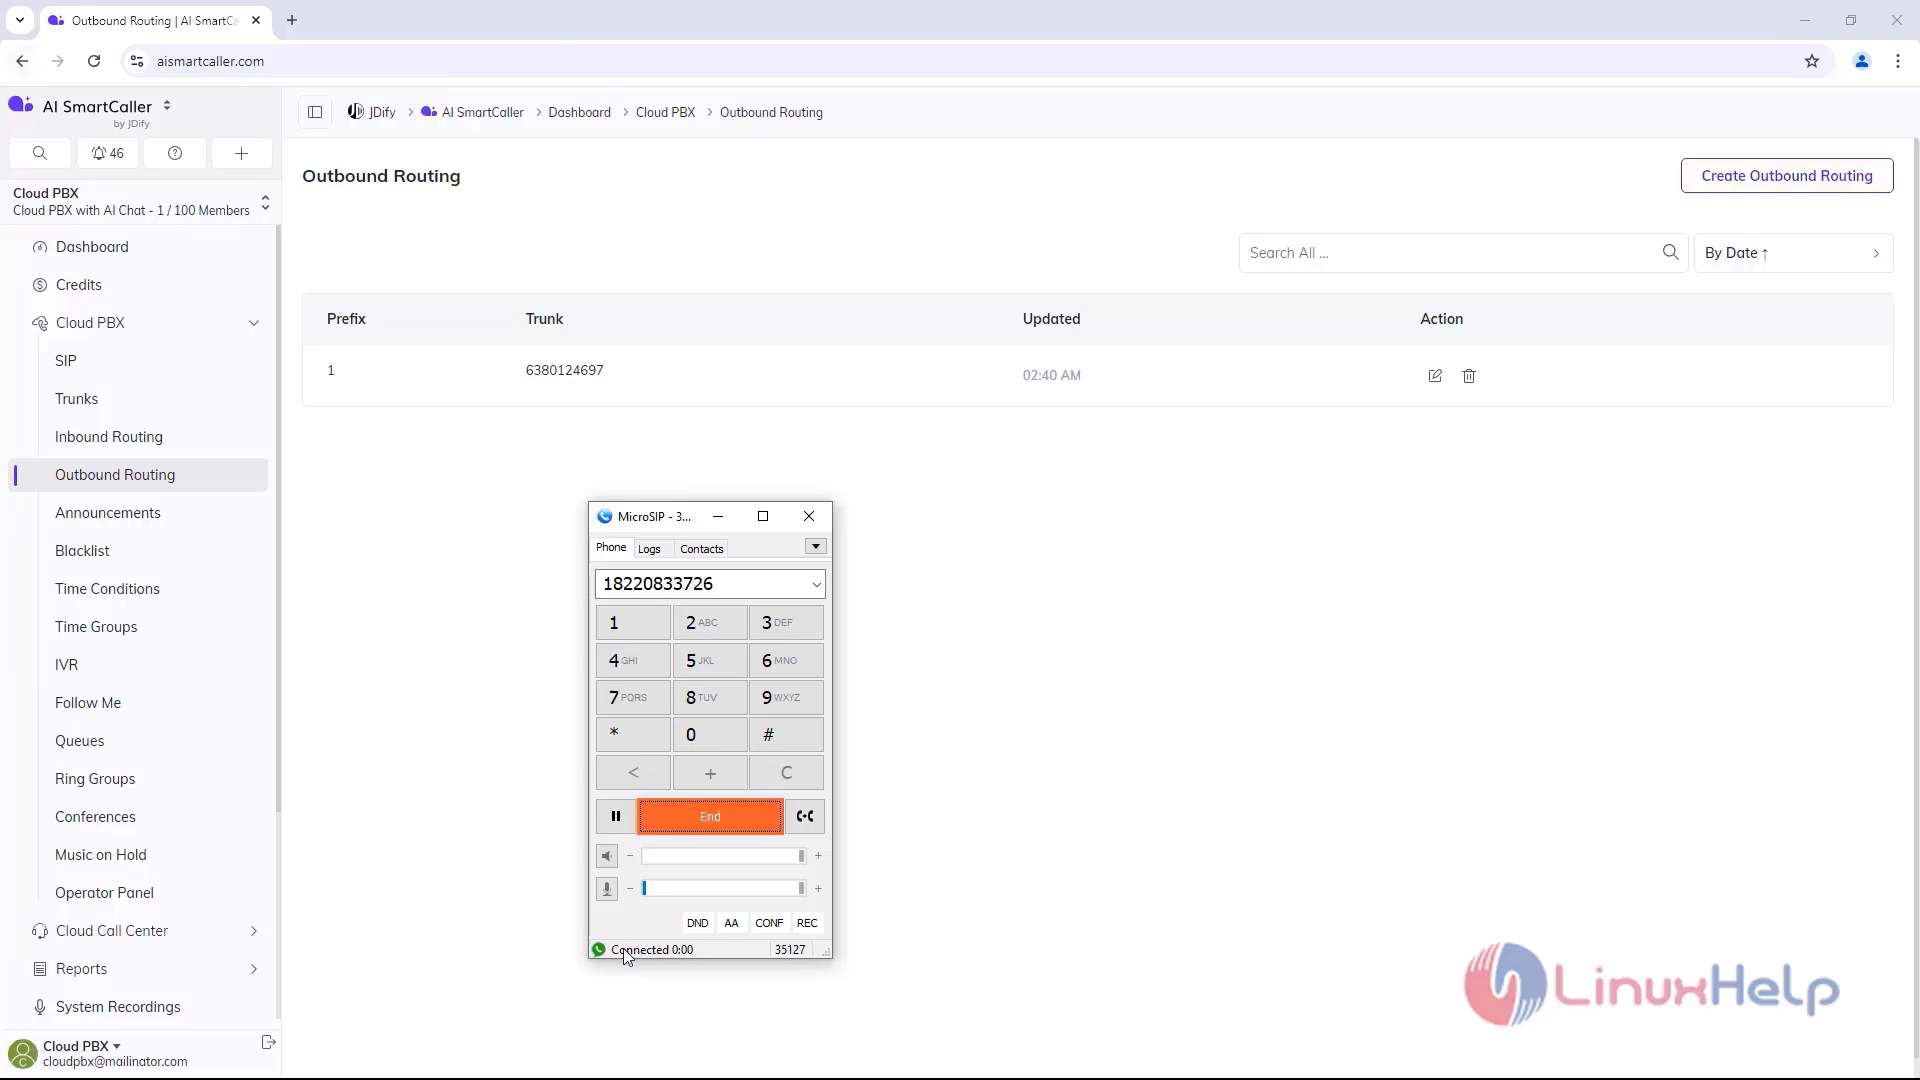 Outbound Routing | AI SmartCa
aismartcaller.com
AI SmartCaller
by JDify
46
Cloud PBX
Cloud PBX with AI Chat - 1 / 100 Members
Dashboard
Credits
Cloud PBX
SIP
Trunks
Inbound Routing
Outbound Routing
Announcements
Blacklist
Time Conditions
Time Groups
IVR
Follow Me
Queues
Ring Groups
Conferences
Music on Hold
Operator Panel
Cloud Call Center
Reports
System Recordings
Cloud PBX
cloudpbx@mailinator.com
JDify > AI SmartCaller > Dashboard > Cloud PBX > Outbound Routing
Outbound Routing
Create Outbound Routing
Search All ...
By Date ↑
Prefix Trunk Updated Action
1 6380124697 02:40 AM
MicroSIP - 3...
Phone Logs Contacts
18220833726
1 2 ABC 3 DEF
4 GHI 5 JKL 6 MNO
7 PQRS 8 TUV 9 WXYZ
* 0 #
< + C
End
- +
- +
DND AA CONF REC
Connected 0:00 35127
LinuxHelp